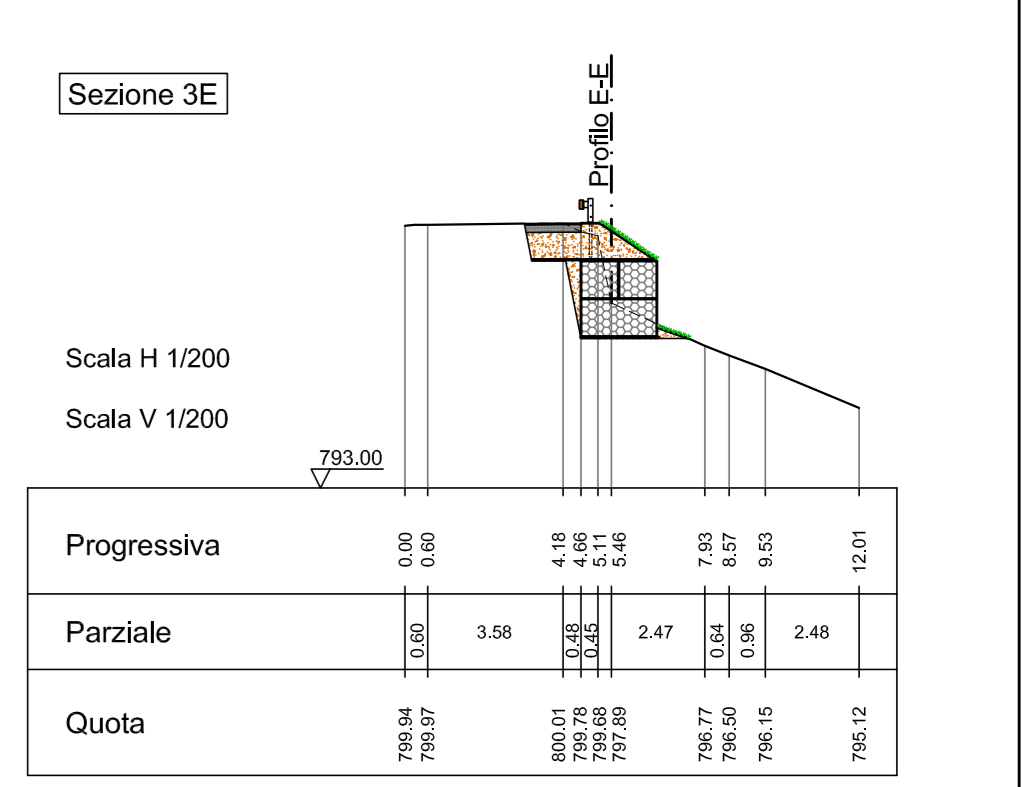 Sezione 3E
Profilo E-E
Scala H 1/200
Scala V 1/200
793.00
Progressiva 0.00 0.60 4.18 4.66 5.11 5.46 7.93 8.57 9.53 12.01
Parziale 0.60 3.58 0.48 0.45 2.47 0.64 0.96 2.48
Quota 799.94 799.97 800.01 799.78 799.68 797.89 796.77 796.50 796.15 795.12